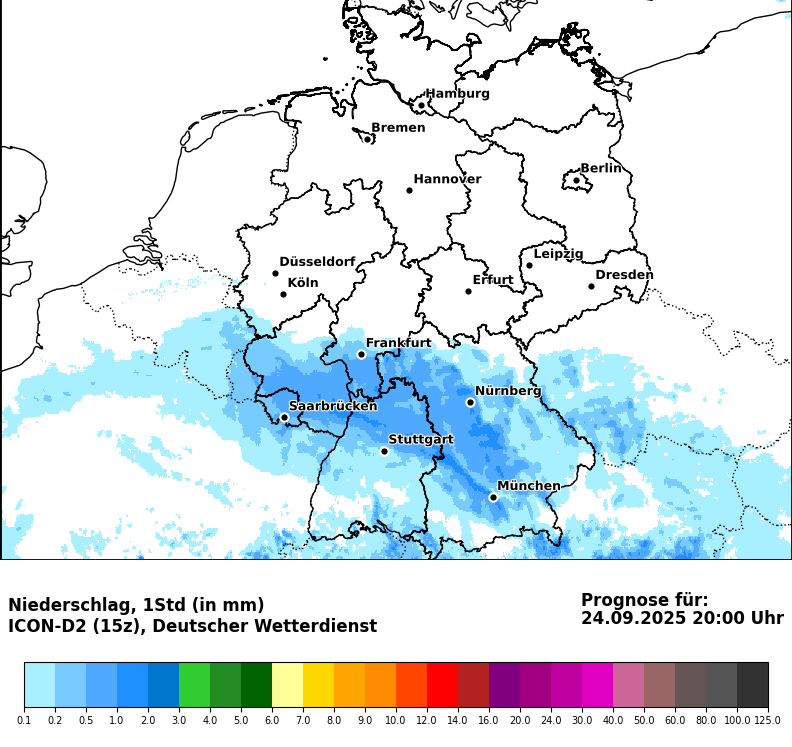 Hamburg
Bremen
Berlin
Hannover
Leipzig
Düsseldorf
Dresden
Köln
Erfurt
Frankfurt
Nürnberg
Saarbrücken
Stuttgart
München
Niederschlag, 1Std (in mm)
ICON-D2 (15z), Deutscher Wetterdienst
Prognose für:
24.09.2025 20:00 Uhr
0.1 0.2 0.5 1.0 2.0 3.0 4.0 5.0 6.0 7.0 8.0 9.0 10.0 12.0 14.0 16.0 20.0 24.0 30.0 40.0 50.0 60.0 80.0 100.0 125.0